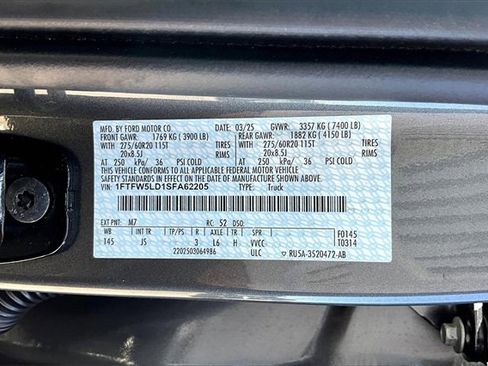 MFD. BY FORD MOTOR CO. DATE: 03/25 GVWR: 3357 KG (7400 LB)
FRONT GAWR: 1769 KG (3900 LB) REAR GAWR: 1882 KG (4150 LB)
275/60R20 115T TIRES 275/60R20 115T TIRES
20x8.5J RIMS 20x8.5J RIMS
AT 250 kPa/ 36 PSI COLD AT 250 kPa/ 36 PSI COLD
THIS VEHICLE CONFORMS TO ALL APPLICABLE FEDERAL MOTOR VEHICLE
SAFETY STANDARDS IN EFFECT ON THE DATE OF MANUFACTURE SHOWN ABOVE.
VIN: 1FTFW5LD1SFA62205 TYPE: Truck
EXT PNT: M7 RC: 52 DSO:
WB INT TR TP/PS R AXLE TR SPR F0145
145 JS 3 L6 H VVCC T0314
2202503064986 ULC RU5A-3520472-AB